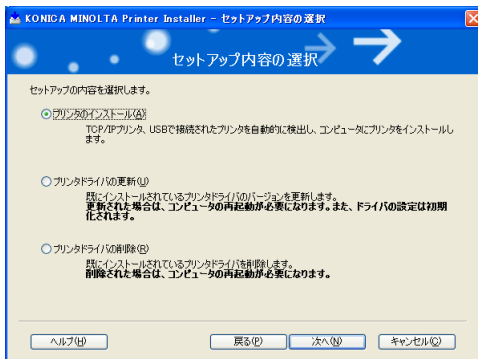 KONICA MINOLTA Printer Installer - セットアップ内容の選択
セットアップ内容の選択
セットアップの内容を選択します。
プリンタのインストール(A)
TCP/IPプリンタ、USBで接続されたプリンタを自動的に検出し、コンピュータにプリンタをインストールし
ます。
プリンタドライバの更新(U)
既にインストールされているプリンタドライバのバージョンを更新します。
更新された場合は、コンピュータの再起動が必要になります。また、ドライバの設定は初期
化されます。
プリンタドライバの削除(R)
既にインストールされているプリンタドライバを削除します。
削除された場合は、コンピュータの再起動が必要になります。
ヘルプ(H) 戻る(P) 次へ(N) キャンセル(C)